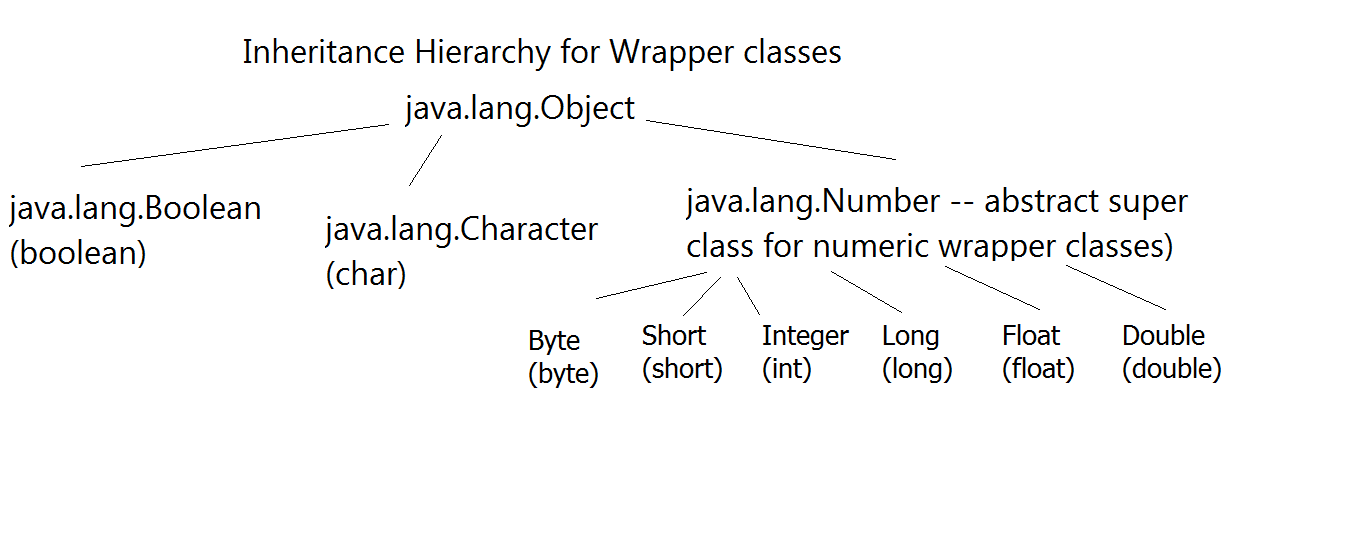 Inheritance Hierarchy for Wrapper classes
java.lang.Object
java.lang.Boolean
(boolean)
java.lang.Character
(char)
java.lang.Number -- abstract super
class for numeric wrapper classes)
Byte
(byte)
Short
(short)
Integer
(int)
Long
(long)
Float
(float)
Double
(double)